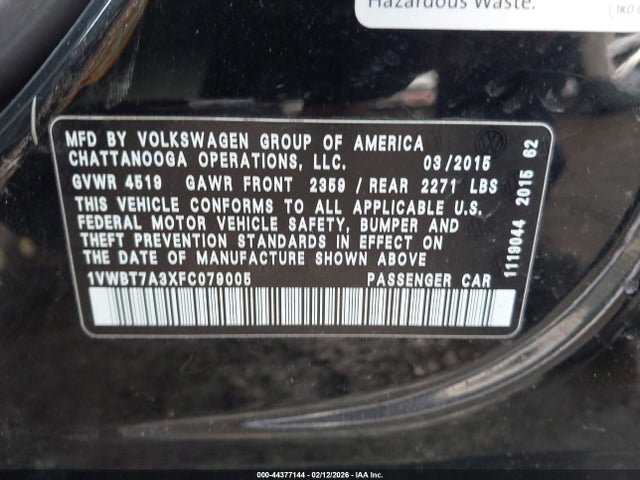 Hazardous Waste.
MFD BY VOLKSWAGEN GROUP OF AMERICA
CHATTANOOGA OPERATIONS, LLC. 03/2015
GVWR 4519 GAWR FRONT 2359 / REAR 2271 LBS
THIS VEHICLE CONFORMS TO ALL APPLICABLE U.S.
FEDERAL MOTOR VEHICLE SAFETY, BUMPER AND
THEFT PREVENTION STANDARDS IN EFFECT ON
THE DATE OF MANUFACTURE SHOWN ABOVE
1VWBT7A3XFC079005 PASSENGER CAR
1119044 2015 62
000-44377144 - 02/12/2026 - IAA Inc.